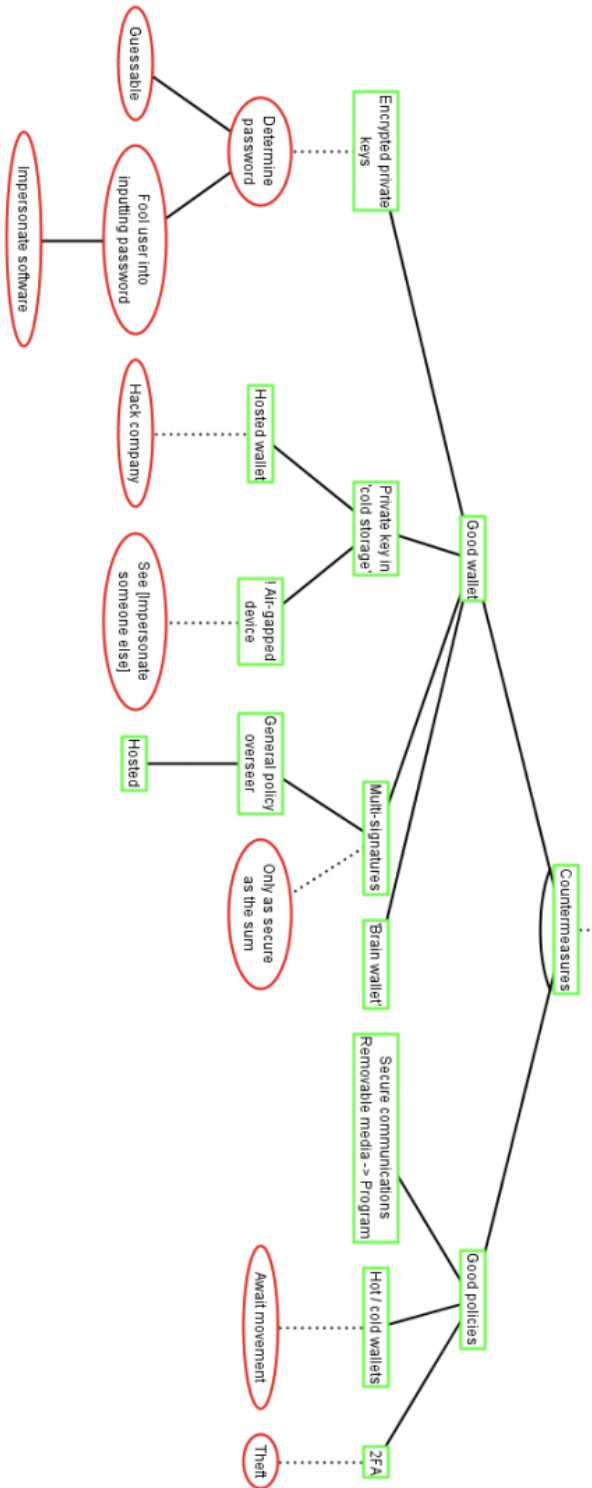 Countermeasures
Good wallet
Good policies
Encrypted private
keys
Private key in
'cold storage'
Multi-signatures
'Brain wallet'
Secure communications
Removable media -> Program
Hot / cold wallets
2FA
Determine
password
Hosted wallet
! Air-gapped
device
General policy
overseer
Only as secure
as the sum
Await movement
Theft
Guessable
Fool user into
inputting password
Hack company
See [Impersonate
someone else]
Hosted
Impersonate software